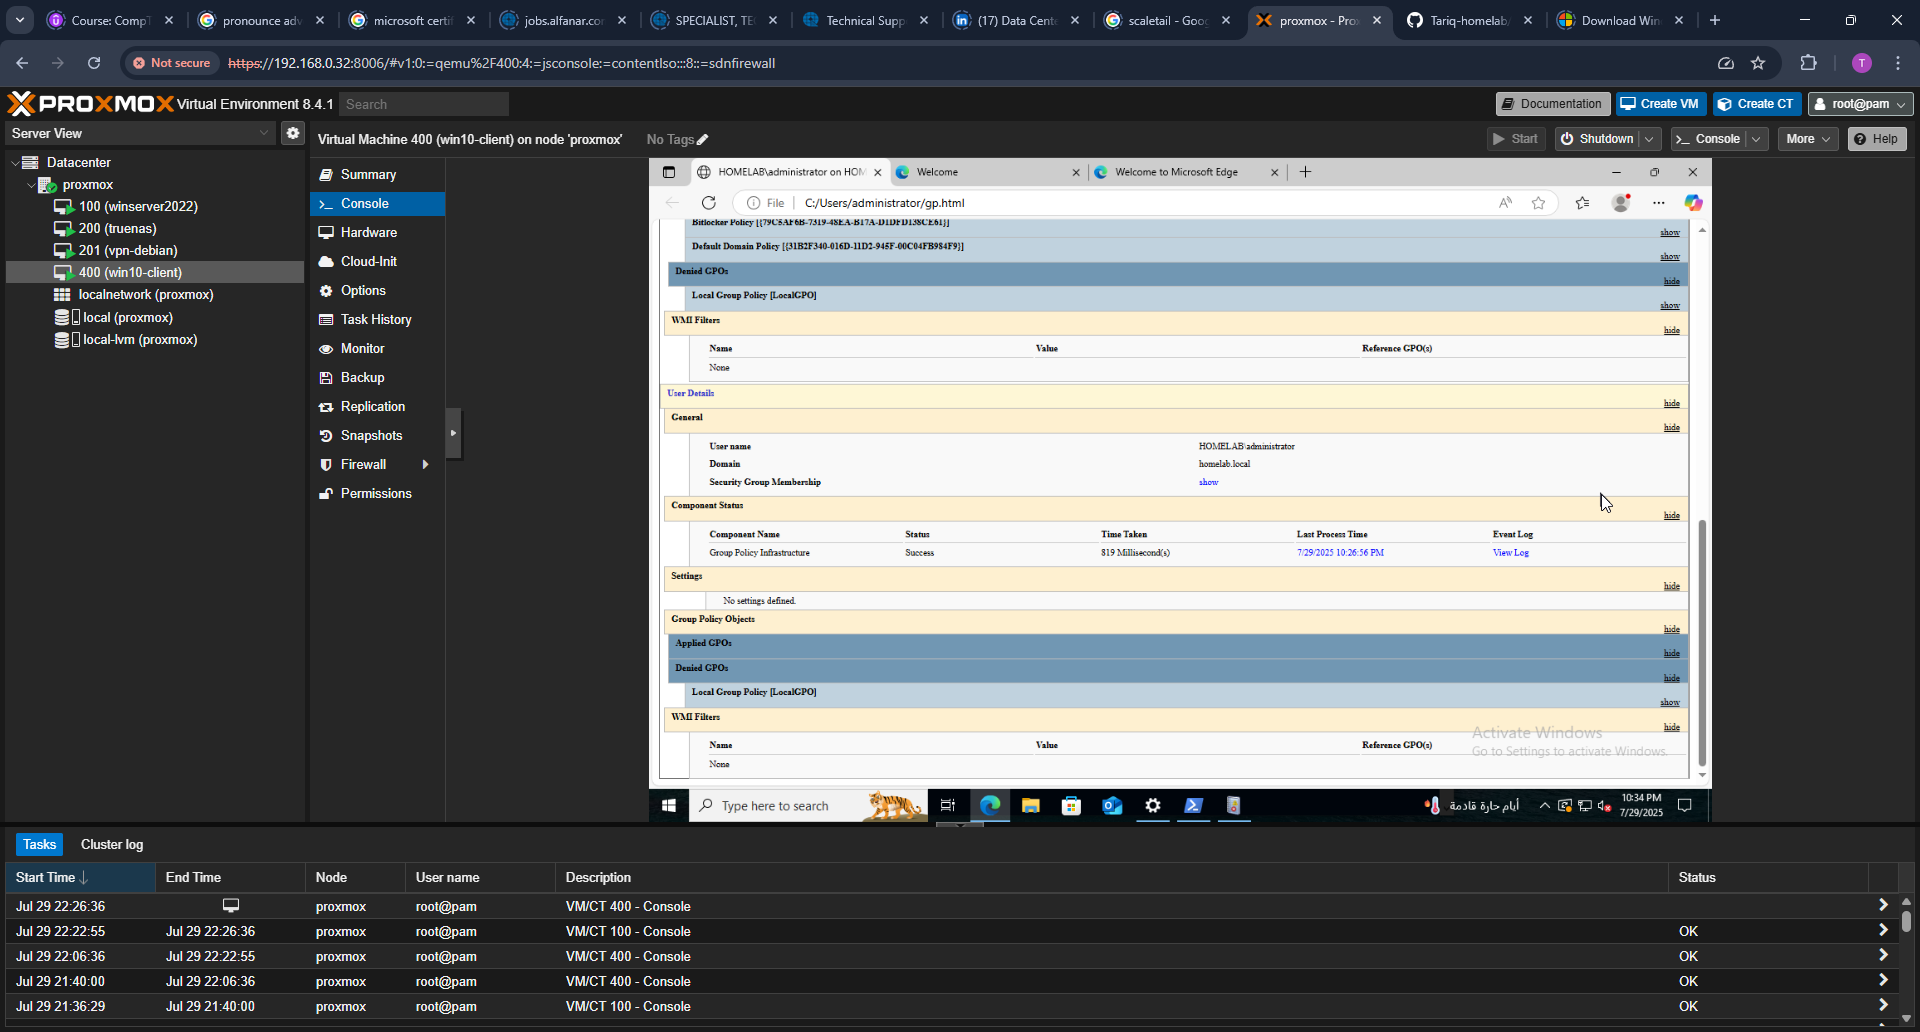 Course: Comp
pronounce adv
microsoft certif
jobs.alfanar.co
SPECIALIST, TE
Technical Supp
(17) Data Cent
scaletail - Goog
proxmox - Prox
Tariq-homelab
Download Win
Not secure
https://192.168.0.32:8006/#v1:0:=qemu%2F400:4:=jsconsole:=contentIso:::8::=sdnfirewall
T
PROXMOX Virtual Environment 8.4.1
Search
Documentation
Create VM
Create CT
root@pam
Server View
Virtual Machine 400 (win10-client) on node 'proxmox'
No Tags
Start
Shutdown
Console
More
Help
Datacenter
proxmox
100 (winserver2022)
200 (truenas)
201 (vpn-debian)
400 (win10-client)
localnetwork (proxmox)
local (proxmox)
local-lvm (proxmox)
Summary
Console
Hardware
Cloud-Init
Options
Task History
Monitor
Backup
Replication
Snapshots
Firewall
Permissions
HOMELAB\administrator on HOM
Welcome
Welcome to Microsoft Edge
File
C:/Users/administrator/gp.html
Bitlocker Policy [{79C5AF6B-7319-48EA-B17A-D1DFD138CE61}]
show
Default Domain Policy [{31B2F340-016D-11D2-945F-00C04FB984F9}]
show
Denied GPOs
hide
Local Group Policy [LocalGPO]
show
WMI Filters
hide
Name Value Reference GPO(s)
None
User Details
hide
General
hide
User name HOMELAB\administrator
Domain homelab.local
Security Group Membership show
Component Status
hide
Component Name Status Time Taken Last Process Time Event Log
Group Policy Infrastructure Success 819 Millisecond(s) 7/29/2025 10:26:56 PM View Log
Settings
hide
No settings defined.
Group Policy Objects
hide
Applied GPOs
hide
Denied GPOs
hide
Local Group Policy [LocalGPO]
show
WMI Filters
hide
Name Value Reference GPO(s)
None
Activate Windows
Go to Settings to activate Windows.
Type here to search
أيام حارة قادمة
10:34 PM
7/29/2025
Tasks
Cluster log
Start Time End Time Node User name Description Status
Jul 29 22:26:36 proxmox root@pam VM/CT 400 - Console
Jul 29 22:22:55 Jul 29 22:26:36 proxmox root@pam VM/CT 100 - Console OK
Jul 29 22:06:36 Jul 29 22:22:55 proxmox root@pam VM/CT 400 - Console OK
Jul 29 21:40:00 Jul 29 22:06:36 proxmox root@pam VM/CT 400 - Console OK
Jul 29 21:36:29 Jul 29 21:40:00 proxmox root@pam VM/CT 100 - Console OK